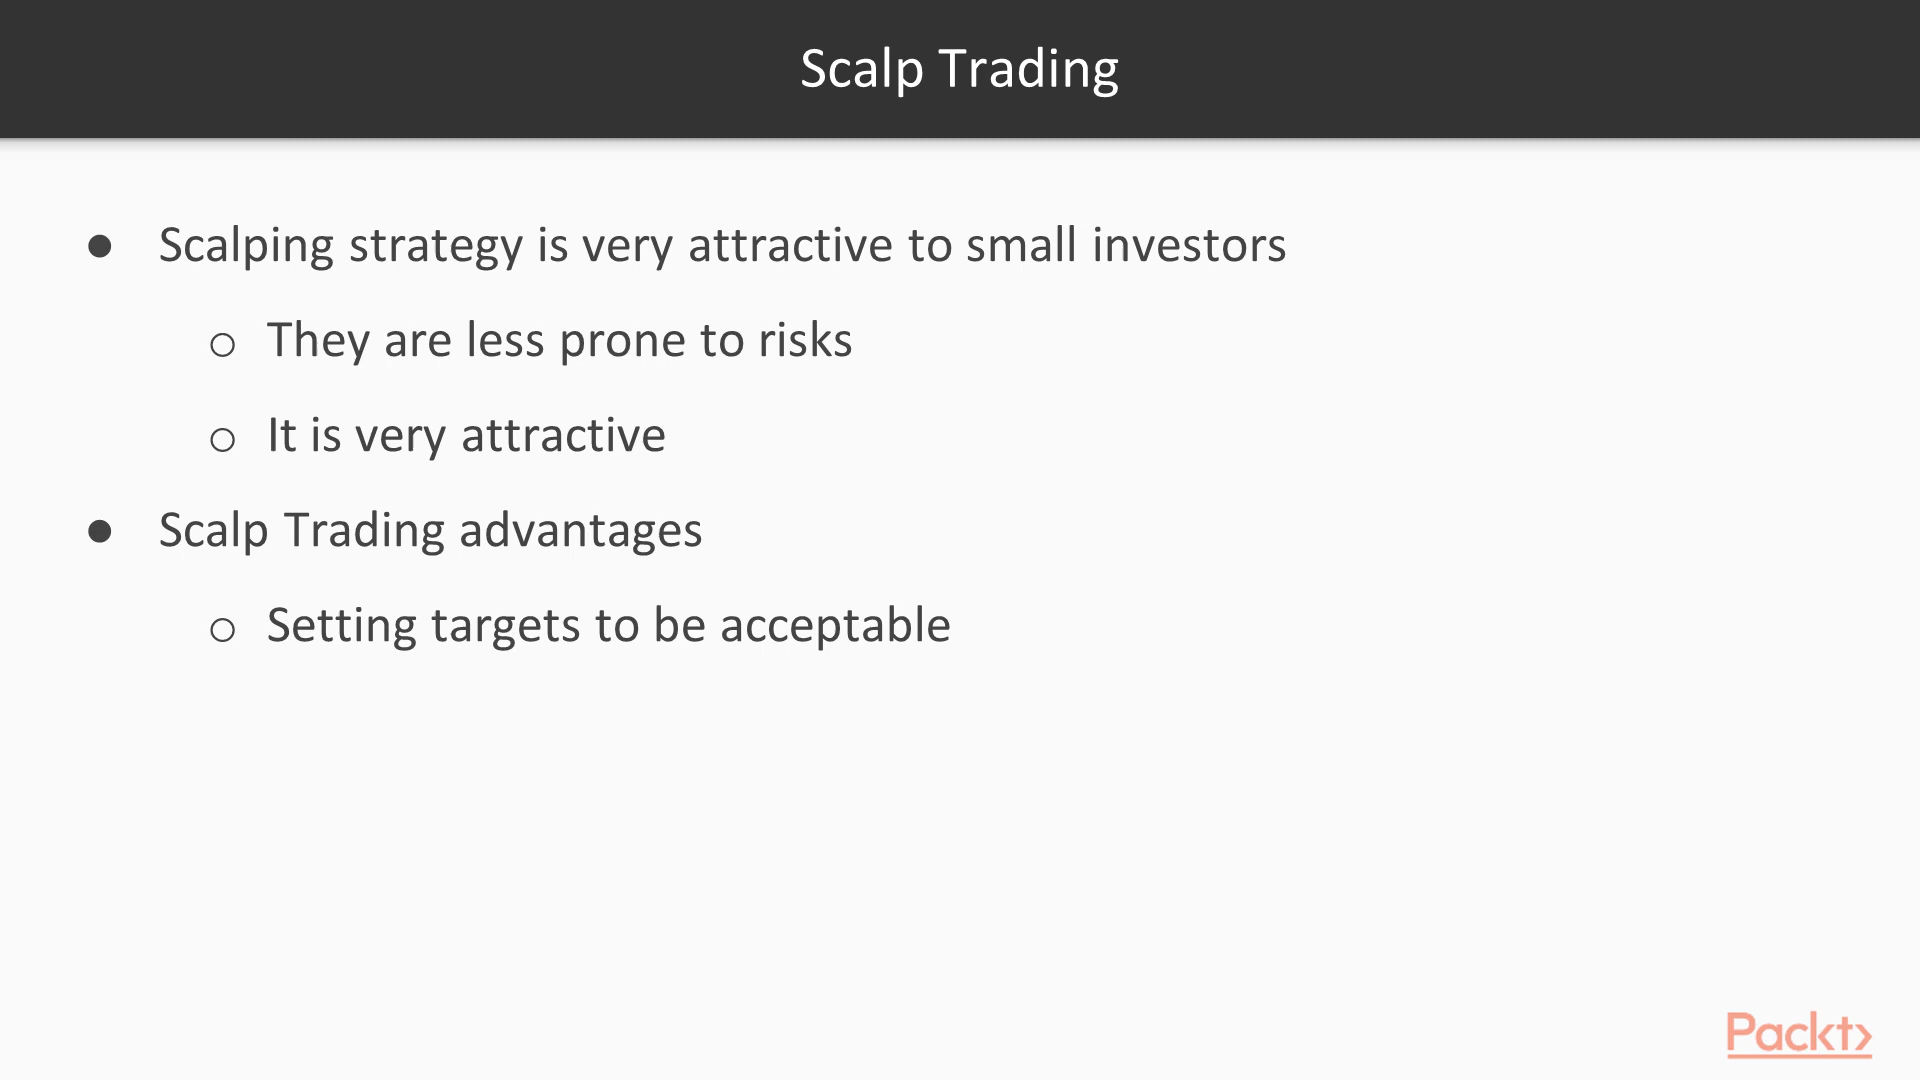 Scalp Trading
● Scalping strategy is very attractive to small investors
○ They are less prone to risks
○ It is very attractive
● Scalp Trading advantages
○ Setting targets to be acceptable
Packt>